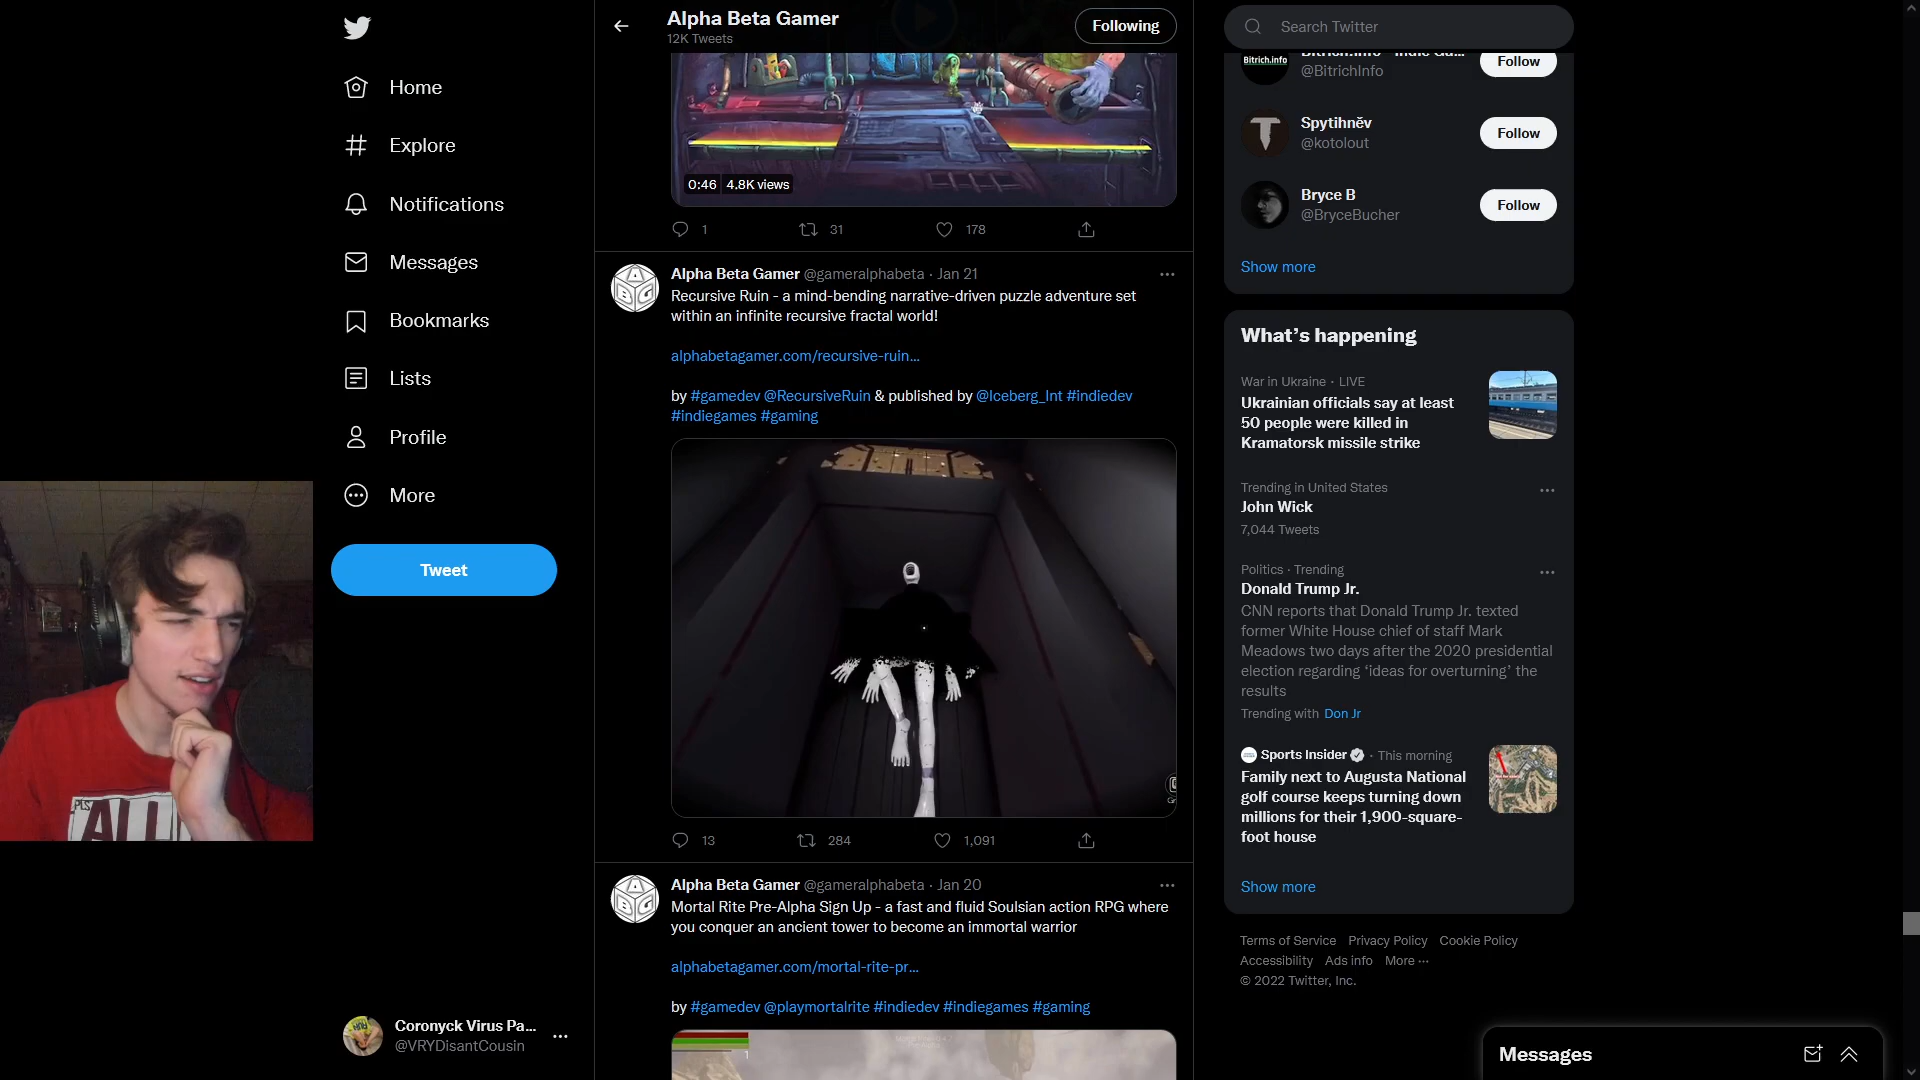 Home
Explore
Notifications
Messages
Bookmarks
Lists
Profile
More
Tweet
PLS
ALL
Coronyck Virus Pa...
@VRYDisantCousin
Alpha Beta Gamer
12K Tweets
Following
0:46 4.8K views
1 31 178
Alpha Beta Gamer @gameralphabeta · Jan 21
Recursive Ruin - a mind-bending narrative-driven puzzle adventure set
within an infinite recursive fractal world!
alphabetagamer.com/recursive-ruin…
by #gamedev @RecursiveRuin & published by @Iceberg_Int #indiedev
#indiegames #gaming
13 284 1,091
Alpha Beta Gamer @gameralphabeta · Jan 20
Mortal Rite Pre-Alpha Sign Up - a fast and fluid Soulsian action RPG where
you conquer an ancient tower to become an immortal warrior
alphabetagamer.com/mortal-rite-pr…
by #gamedev @playmortalrite #indiedev #indiegames #gaming
Search Twitter
Bitrich.info
@BitrichInfo
Follow
Spytihněv
@kotolout
Follow
Bryce B
@BryceBucher
Follow
Show more
What's happening
War in Ukraine · LIVE
Ukrainian officials say at least
50 people were killed in
Kramatorsk missile strike
Trending in United States
John Wick
7,044 Tweets
Politics · Trending
Donald Trump Jr.
CNN reports that Donald Trump Jr. texted
former White House chief of staff Mark
Meadows two days after the 2020 presidential
election regarding ‘ideas for overturning’ the
results
Trending with Don Jr
Sports Insider · This morning
Family next to Augusta National
golf course keeps turning down
millions for their 1,900-square-
foot house
Show more
Terms of Service Privacy Policy Cookie Policy
Accessibility Ads info More ···
© 2022 Twitter, Inc.
Messages